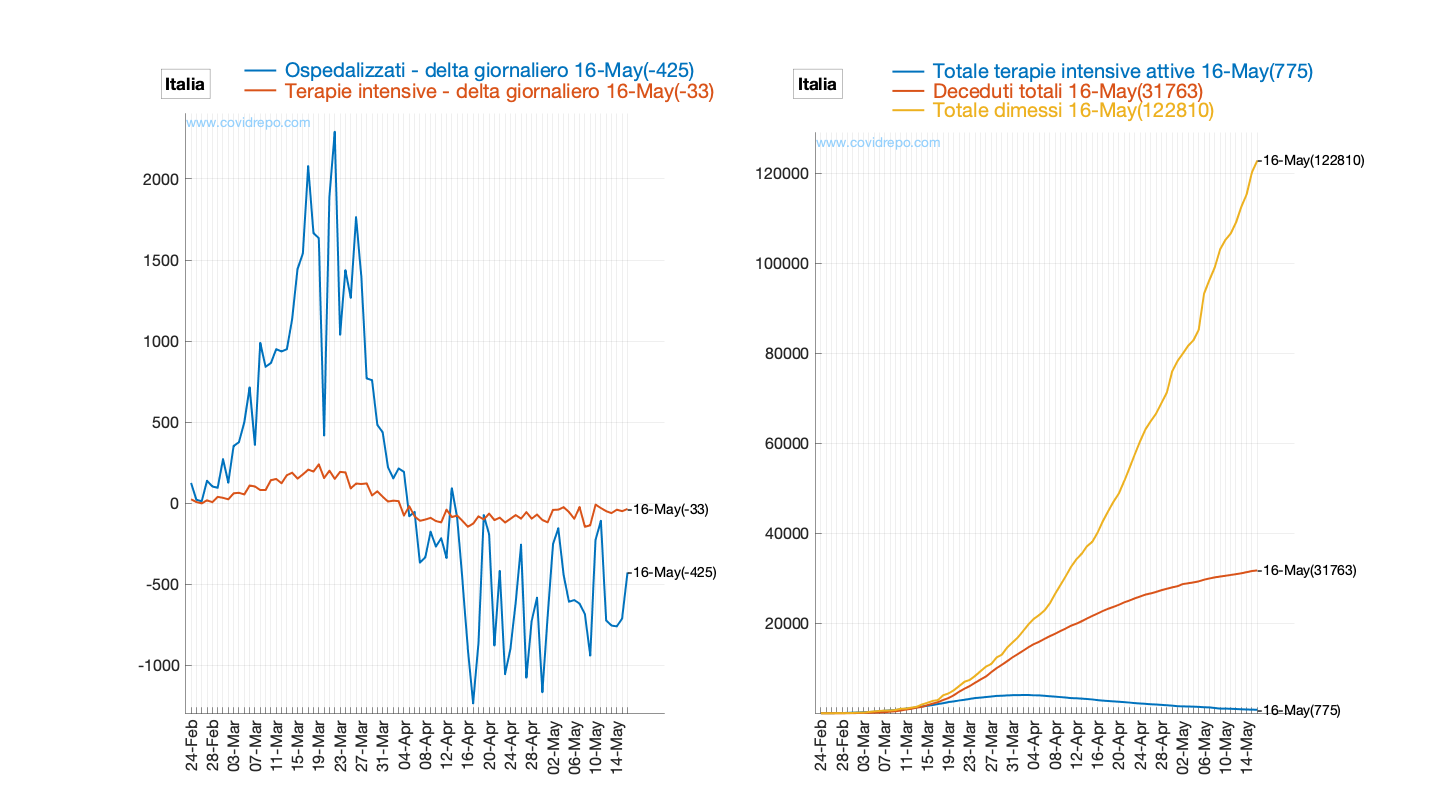 Italia
Ospedalizzati - delta giornaliero 16-May(-425)
Terapie intensive - delta giornaliero 16-May(-33)
www.covidrepo.com
2000
1500
1000
500
0
-500
-1000
16-May(-33)
16-May(-425)
24-Feb
28-Feb
03-Mar
07-Mar
11-Mar
15-Mar
19-Mar
23-Mar
27-Mar
31-Mar
04-Apr
08-Apr
12-Apr
16-Apr
20-Apr
24-Apr
28-Apr
02-May
06-May
10-May
14-May
Italia
Totale terapie intensive attive 16-May(775)
Deceduti totali 16-May(31763)
Totale dimessi 16-May(122810)
www.covidrepo.com
120000
100000
80000
60000
40000
20000
16-May(122810)
16-May(31763)
16-May(775)
24-Feb
28-Feb
03-Mar
07-Mar
11-Mar
15-Mar
19-Mar
23-Mar
27-Mar
31-Mar
04-Apr
08-Apr
12-Apr
16-Apr
20-Apr
24-Apr
28-Apr
02-May
06-May
10-May
14-May